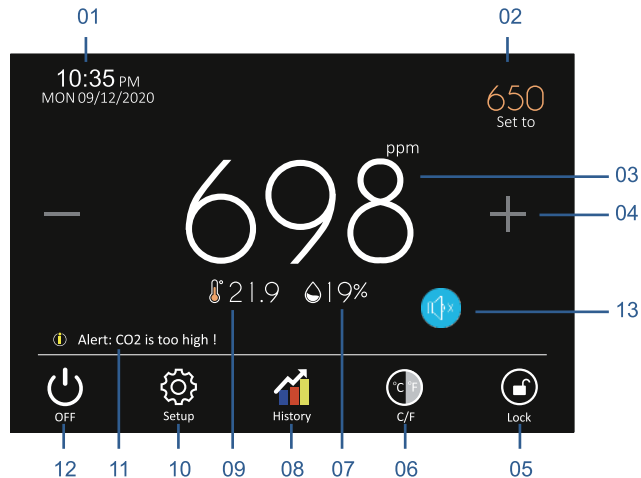 01
02
10:35 PM
MON 09/12/2020
650
Set to
ppm
698
03
04
21.9
19%
13
Alert: CO2 is too high !
°C °F
OFF
Setup
History
C/F
Lock
12
11
10
09
08
07
06
05